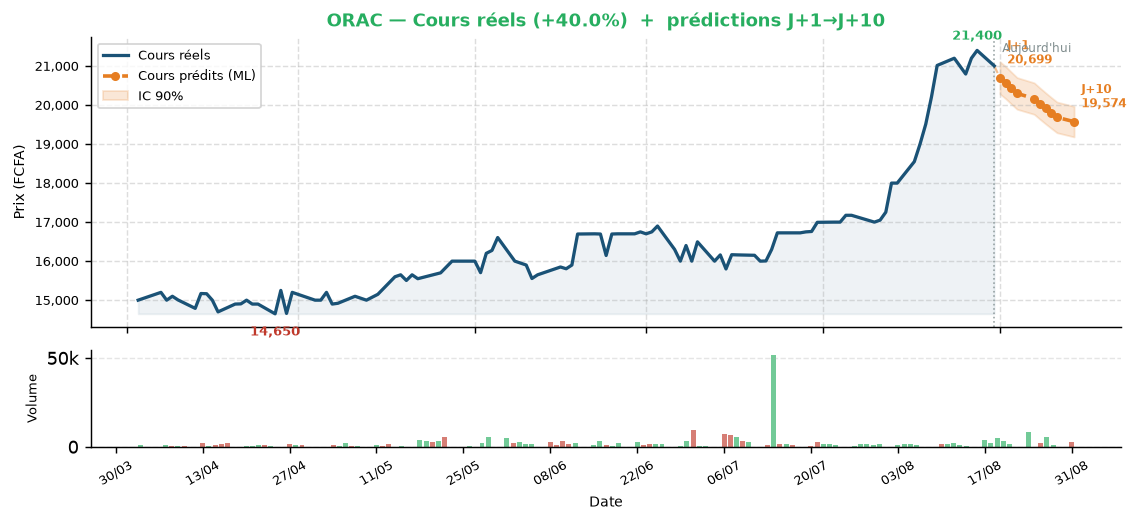 ORAC — Cours réels (+40.0%)  +  prédictions J+1→J+10
Cours réels
Cours prédits (ML)
IC 90%
21,400
Aujourd'hui
J+1
20,699
J+10
19,574
14,650
Prix (FCFA)
21,000
20,000
19,000
18,000
17,000
16,000
15,000
Volume
50k
0
30/03
13/04
27/04
11/05
25/05
08/06
22/06
06/07
20/07
03/08
17/08
31/08
Date